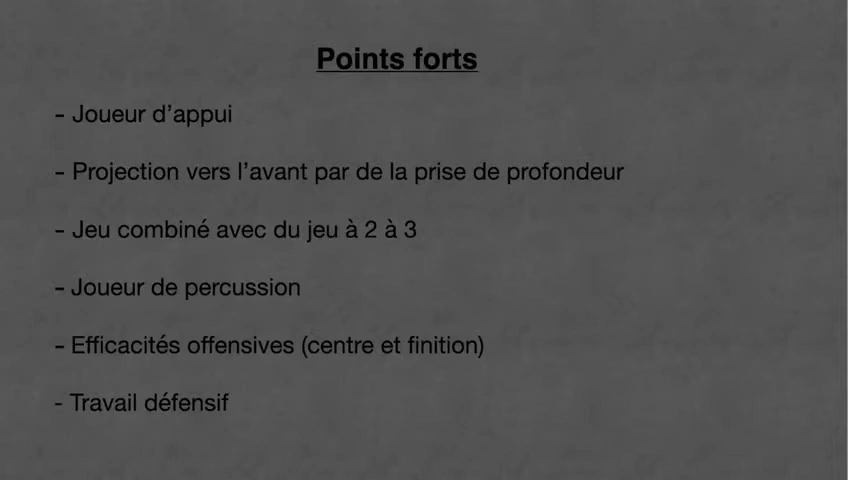 Points forts
- Joueur d’appui
- Projection vers l’avant par de la prise de profondeur
- Jeu combiné avec du jeu à 2 à 3
- Joueur de percussion
- Efficacités offensives (centre et finition)
- Travail défensif